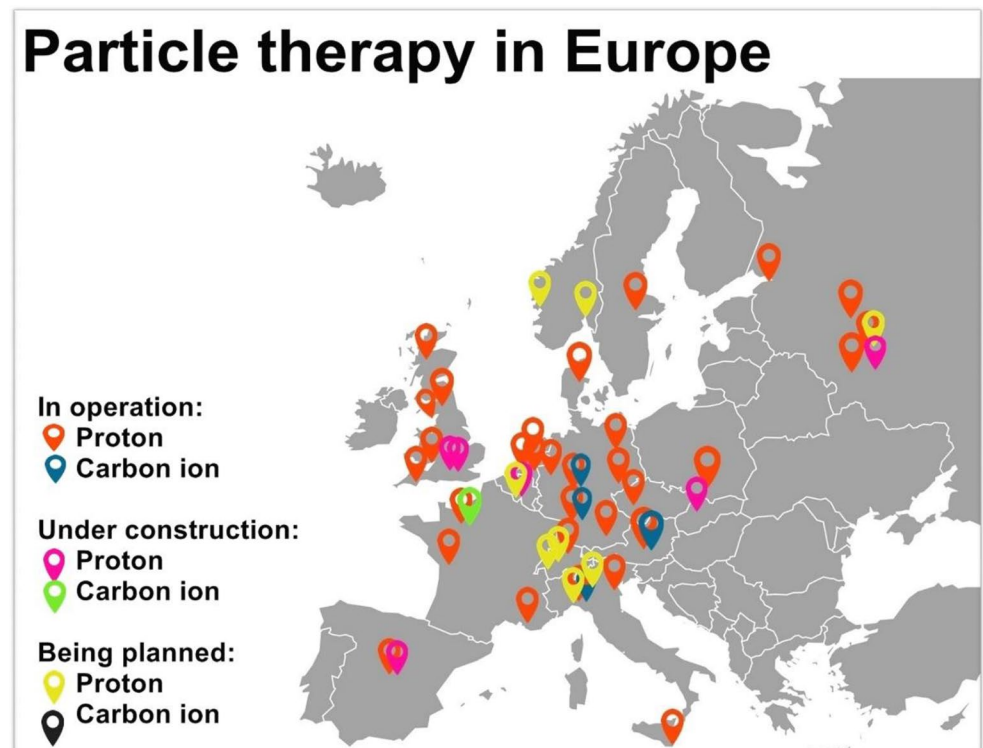 Particle therapy in Europe
In operation:
Proton
Carbon ion
Under construction:
Proton
Carbon ion
Being planned:
Proton
Carbon ion